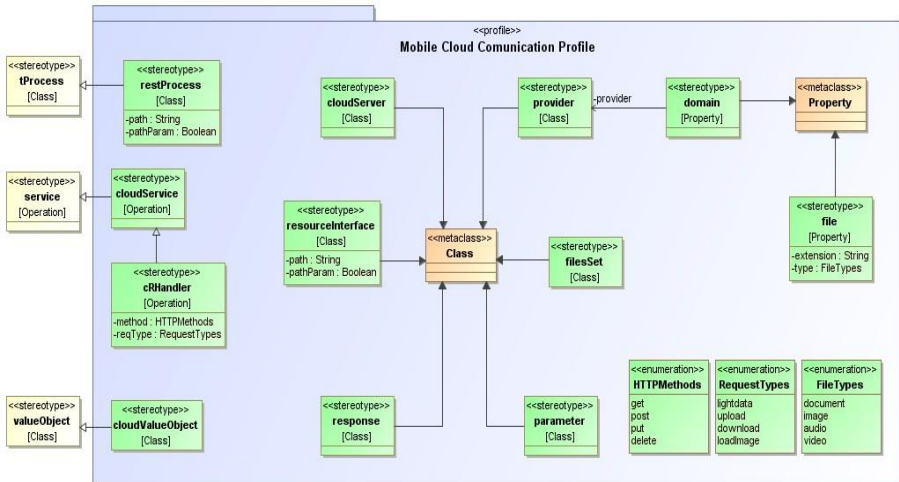 <<profile>>
Mobile Cloud Comunication Profile
<<stereotype>>
tProcess
[Class]
<<stereotype>>
restProcess
[Class]
-path : String
-pathParam : Boolean
<<stereotype>>
cloudServer
[Class]
<<stereotype>>
provider
[Class]
-provider
<<stereotype>>
domain
[Property]
<<metaclass>>
Property
<<stereotype>>
service
[Operation]
<<stereotype>>
cloudService
[Operation]
<<stereotype>>
resourceInterface
[Class]
-path : String
-pathParam : Boolean
<<metaclass>>
Class
<<stereotype>>
filesSet
[Class]
<<stereotype>>
file
[Property]
-extension : String
-type : FileTypes
<<stereotype>>
cRHandler
[Operation]
-method : HTTPMethods
-reqType : RequestTypes
<<stereotype>>
valueObject
[Class]
<<stereotype>>
cloudValueObject
[Class]
<<stereotype>>
response
[Class]
<<stereotype>>
parameter
[Class]
<<enumeration>>
HTTPMethods
get
post
put
delete
<<enumeration>>
RequestTypes
lightdata
upload
download
loadImage
<<enumeration>>
FileTypes
document
image
audio
video